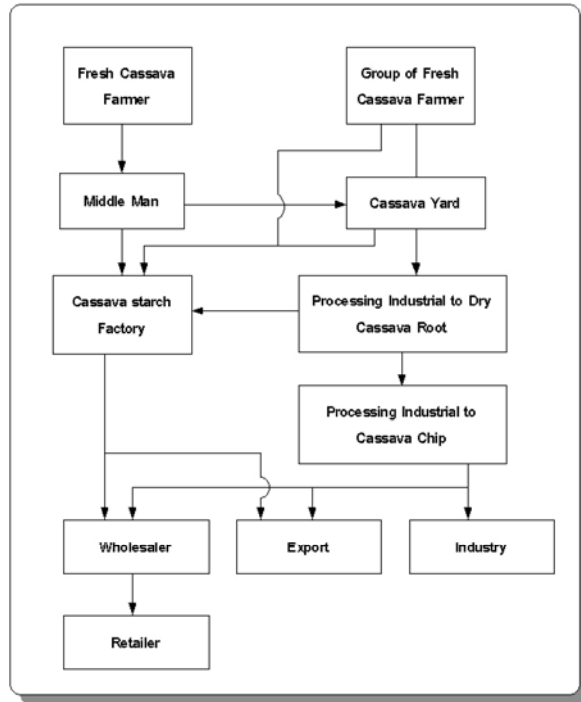 Fresh Cassava
Farmer
Group of Fresh
Cassava Farmer
Middle Man
Cassava Yard
Cassava starch
Factory
Processing Industrial to Dry
Cassava Root
Processing Industrial to
Cassava Chip
Wholesaler
Export
Industry
Retailer